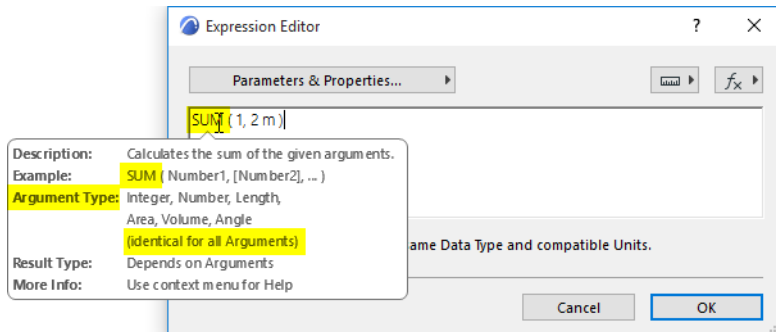 Expression Editor
?
Parameters & Properties...
fx
SUM ( 1, 2 m )
Description: Calculates the sum of the given arguments.
Example: SUM ( Number1, [Number2], ... )
Argument Type: Integer, Number, Length,
Area, Volume, Angle
(identical for all Arguments)
Result Type: Depends on Arguments
More Info: Use context menu for Help
ame Data Type and compatible Units.
Cancel
OK